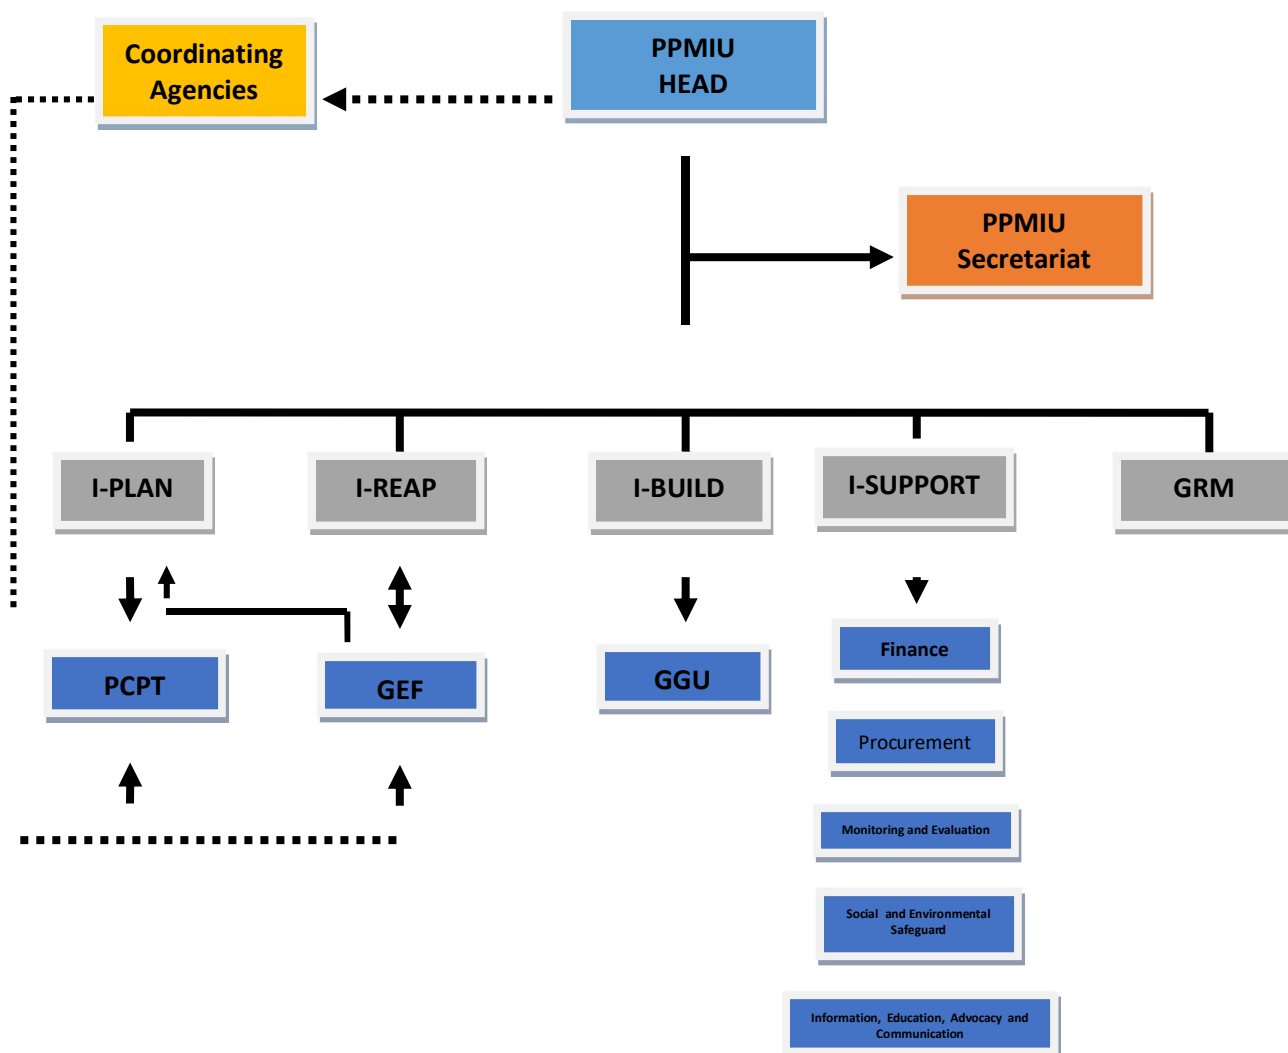 Coordinating
Agencies
PPMIU
HEAD
PPMIU
Secretariat
I-PLAN
I-REAP
I-BUILD
I-SUPPORT
GRM
PCPT
GEF
GGU
Finance
Procurement
Monitoring and Evaluation
Social and Environmental
Safeguard
Information, Education, Advocacy and
Communication